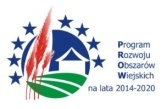 Program
Rozwoju
Obszarów
Wiejskich
na lata 2014-2020